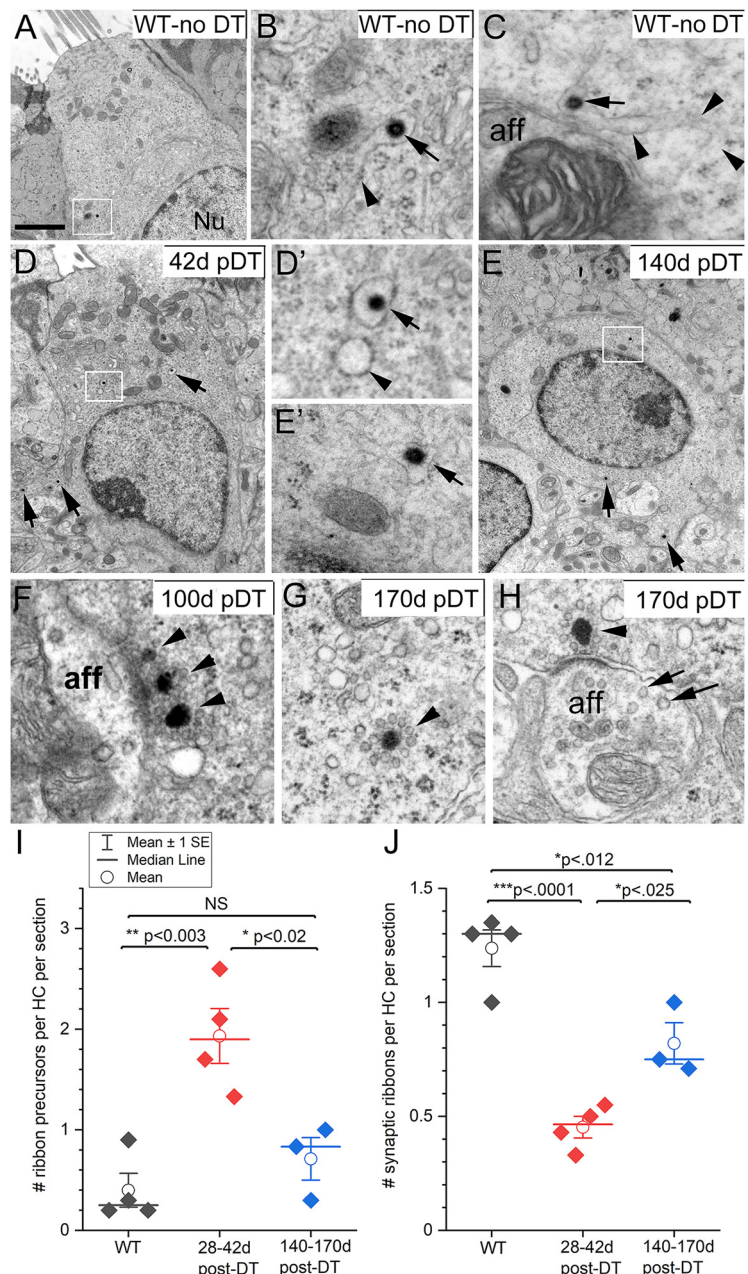 A WT-no DT
B WT-no DT
C WT-no DT
Nu
aff
D 42d pDT
D’
E 140d pDT
E’
F 100d pDT
G 170d pDT
H 170d pDT
aff
aff
I
Mean ± 1 SE
Median Line
Mean
NS
** p<0.003
* p<0.02
# ribbon precursors per HC per section
3
2
1
0
WT
28-42d
post-DT
140-170d
post-DT
J
*p<.012
***p<.0001
*p<.025
# synaptic ribbons per HC per section
1.5
1
0.5
0
WT
28-42d
post-DT
140-170d
post-DT